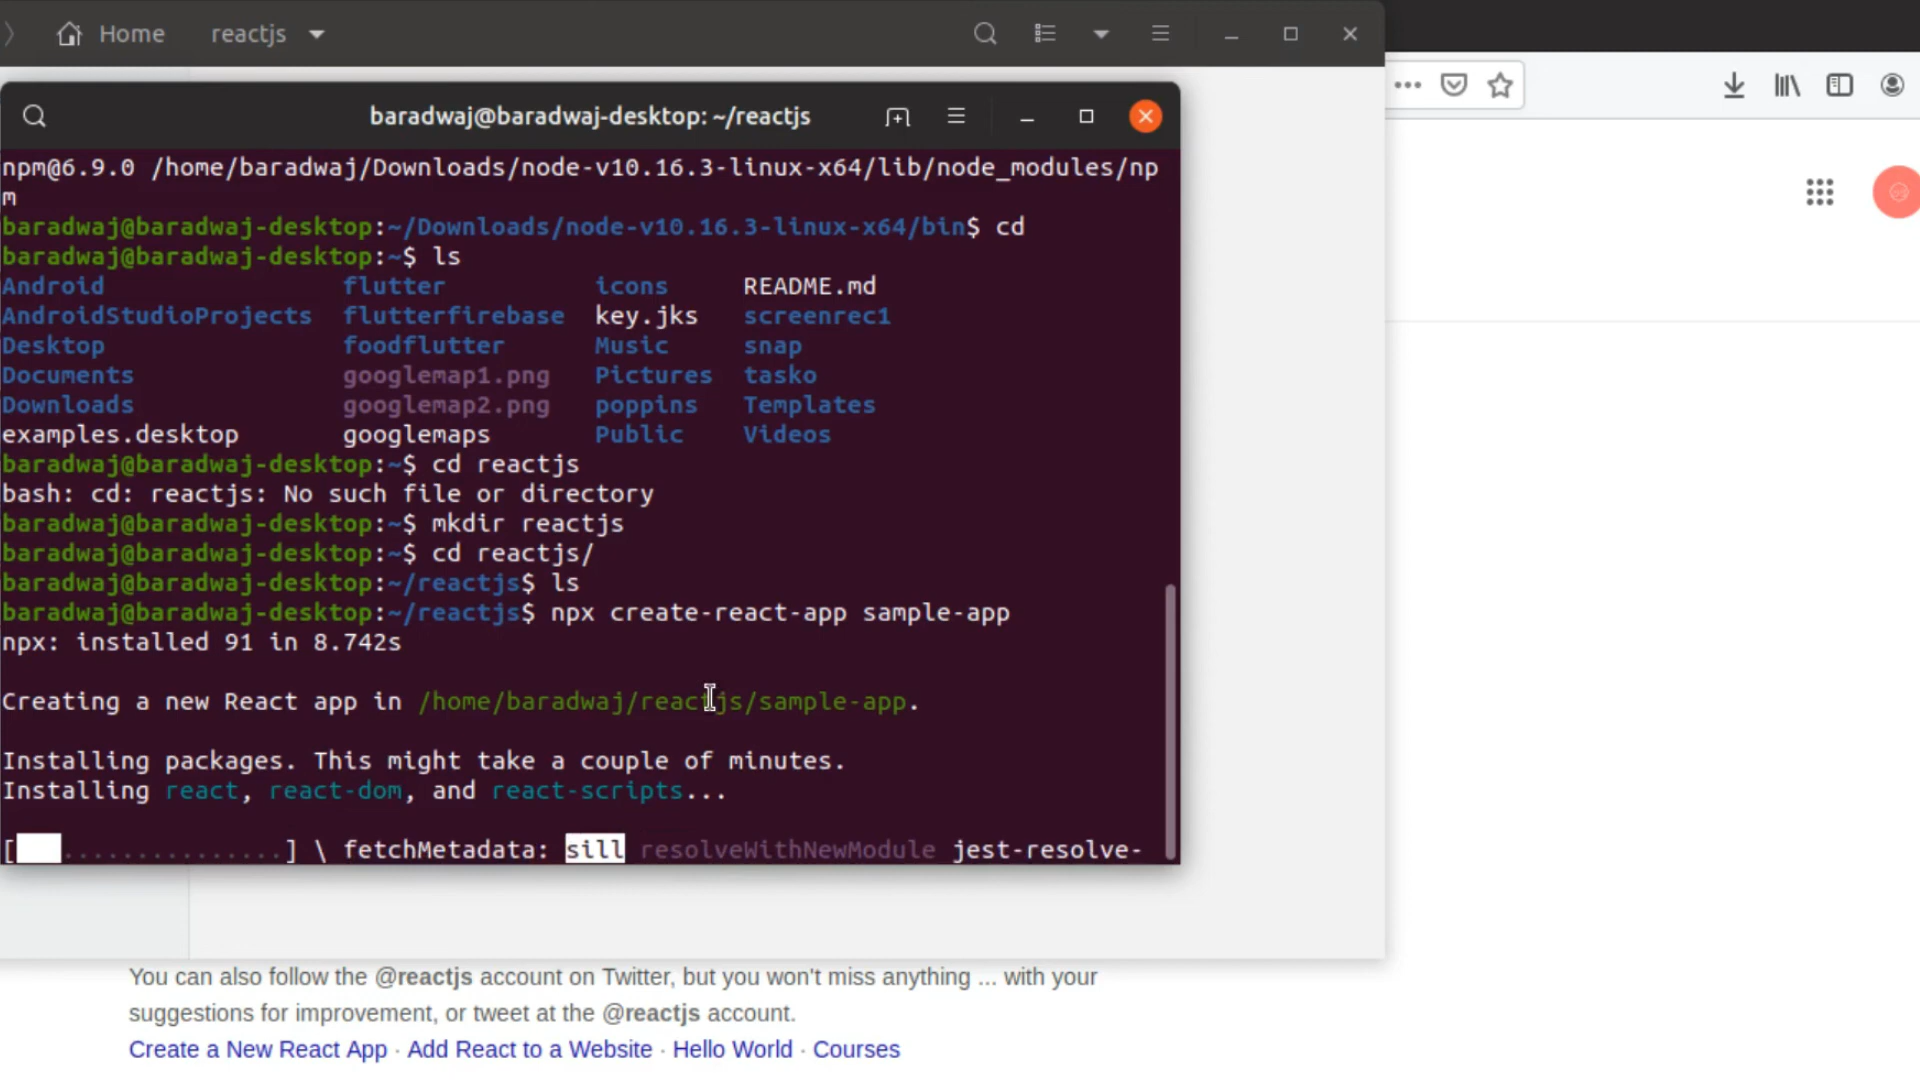 Home reactjs
baradwaj@baradwaj-desktop: ~/reactjs
npm@6.9.0 /home/baradwaj/Downloads/node-v10.16.3-linux-x64/lib/node_modules/np
m
baradwaj@baradwaj-desktop:~/Downloads/node-v10.16.3-linux-x64/bin$ cd
baradwaj@baradwaj-desktop:~$ ls
Android flutter icons README.md
AndroidStudioProjects flutterfirebase key.jks screenrec1
Desktop foodflutter Music snap
Documents googlemap1.png Pictures tasko
Downloads googlemap2.png poppins Templates
examples.desktop googlemaps Public Videos
baradwaj@baradwaj-desktop:~$ cd reactjs
bash: cd: reactjs: No such file or directory
baradwaj@baradwaj-desktop:~$ mkdir reactjs
baradwaj@baradwaj-desktop:~$ cd reactjs/
baradwaj@baradwaj-desktop:~/reactjs$ ls
baradwaj@baradwaj-desktop:~/reactjs$ npx create-react-app sample-app
npx: installed 91 in 8.742s
Creating a new React app in /home/baradwaj/reactjs/sample-app.
Installing packages. This might take a couple of minutes.
Installing react, react-dom, and react-scripts...
[ ...............] \ fetchMetadata: sill resolveWithNewModule jest-resolve-
You can also follow the @reactjs account on Twitter, but you won't miss anything ... with your
suggestions for improvement, or tweet at the @reactjs account.
Create a New React App · Add React to a Website · Hello World · Courses